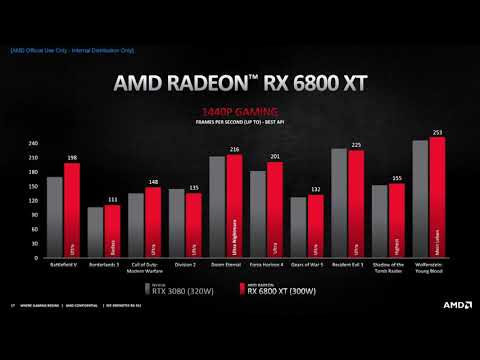 [AMD Official Use Only - Internal Distribution Only]
AMD RADEON™ RX 6800 XT
1440P GAMING
FRAMES PER SECOND (UP TO) - BEST API
240
210
180
150
120
90
60
30
0
198 111 148 135 216 201 132 225 155 253
Ultra Badass Ultra Ultra Ultra Nightmare Ultra Ultra Ultra Highest Mein Leben
Battlefield V Borderlands 3 Call of Duty: Modern Warfare Division 2 Doom Eternal Forza Horizon 4 Gears of War 5 Resident Evil 3 Shadow of the Tomb Raider Wolfenstein: Young Blood
NVIDIA
RTX 3080 (320W)
AMD RADEON
RX 6800 XT (300W)
WHERE GAMING BEGINS | AMD CONFIDENTIAL |
AMD